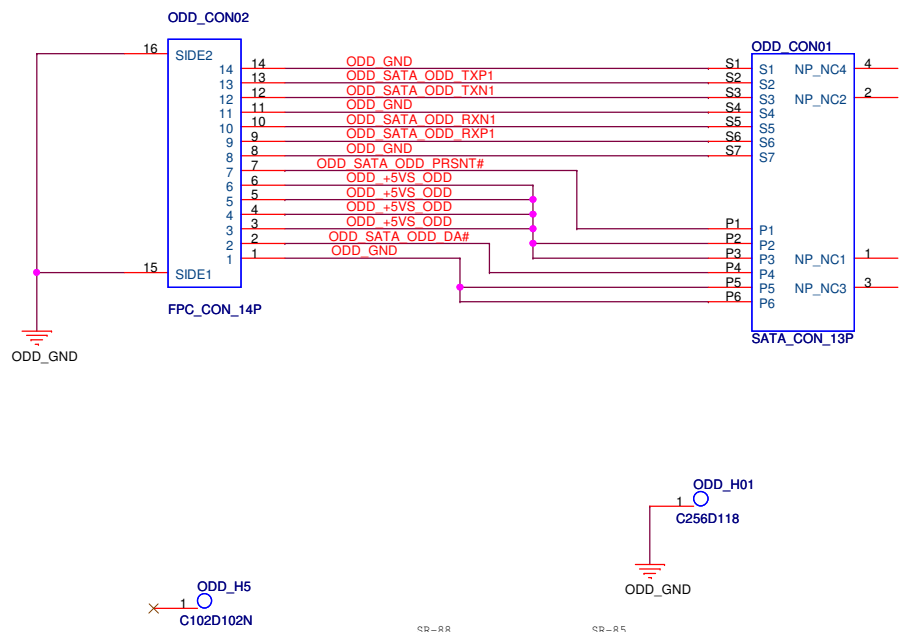 ODD_CON02
16 SIDE2
14 14 ODD_GND
13 13 ODD_SATA_ODD_TXP1
12 12 ODD_SATA_ODD_TXN1
11 11 ODD_GND
10 10 ODD_SATA_ODD_RXN1
9 9 ODD_SATA_ODD_RXP1
8 8 ODD_GND
7 7 ODD_SATA_ODD_PRSNT#
6 6 ODD_+5VS_ODD
5 5 ODD_+5VS_ODD
4 4 ODD_+5VS_ODD
3 3 ODD_+5VS_ODD
2 2 ODD_SATA_ODD_DA#
1 1 ODD_GND
15 SIDE1
FPC_CON_14P
ODD_GND
ODD_CON01
S1 S1 NP_NC4 4
S2 S2
S3 S3 NP_NC2 2
S4 S4
S5 S5
S6 S6
S7 S7
P1 P1
P2 P2
P3 P3 NP_NC1 1
P4 P4
P5 P5 NP_NC3 3
P6 P6
SATA_CON_13P
ODD_H01
1
C256D118
ODD_GND
ODD_H5
1
C102D102N
SR-88 SR-85